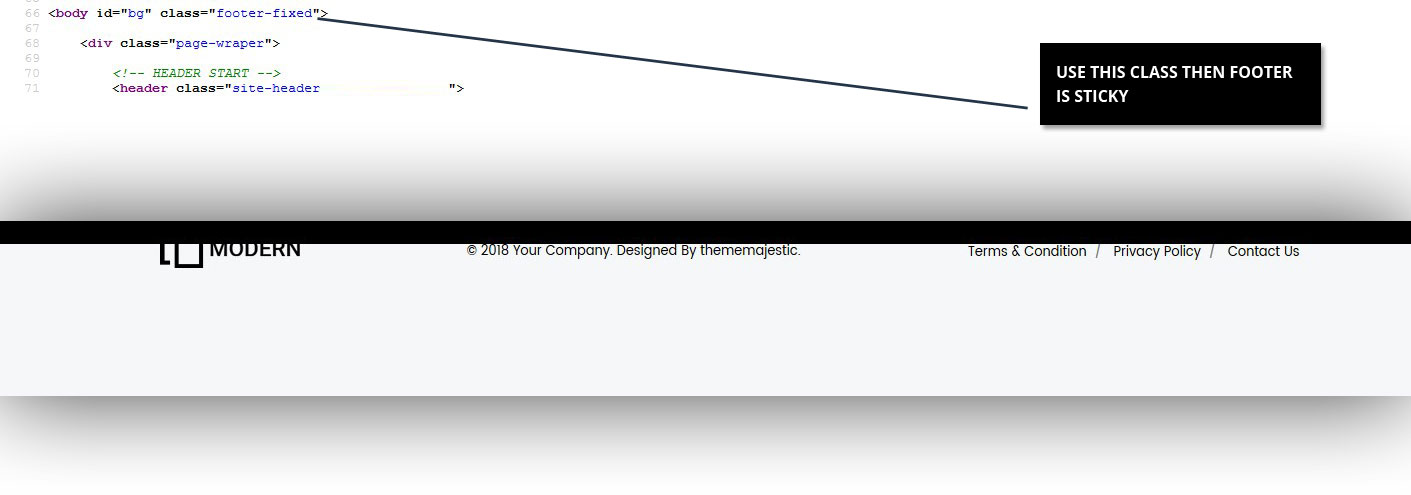 66 <body id="bg" class="footer-fixed">
67
68 <div class="page-wraper">
69
70 <!-- HEADER START -->
71 <header class="site-header ">
USE THIS CLASS THEN FOOTER
IS STICKY
MODERN
© 2018 Your Company. Designed By thememajestic.
Terms & Condition / Privacy Policy / Contact Us